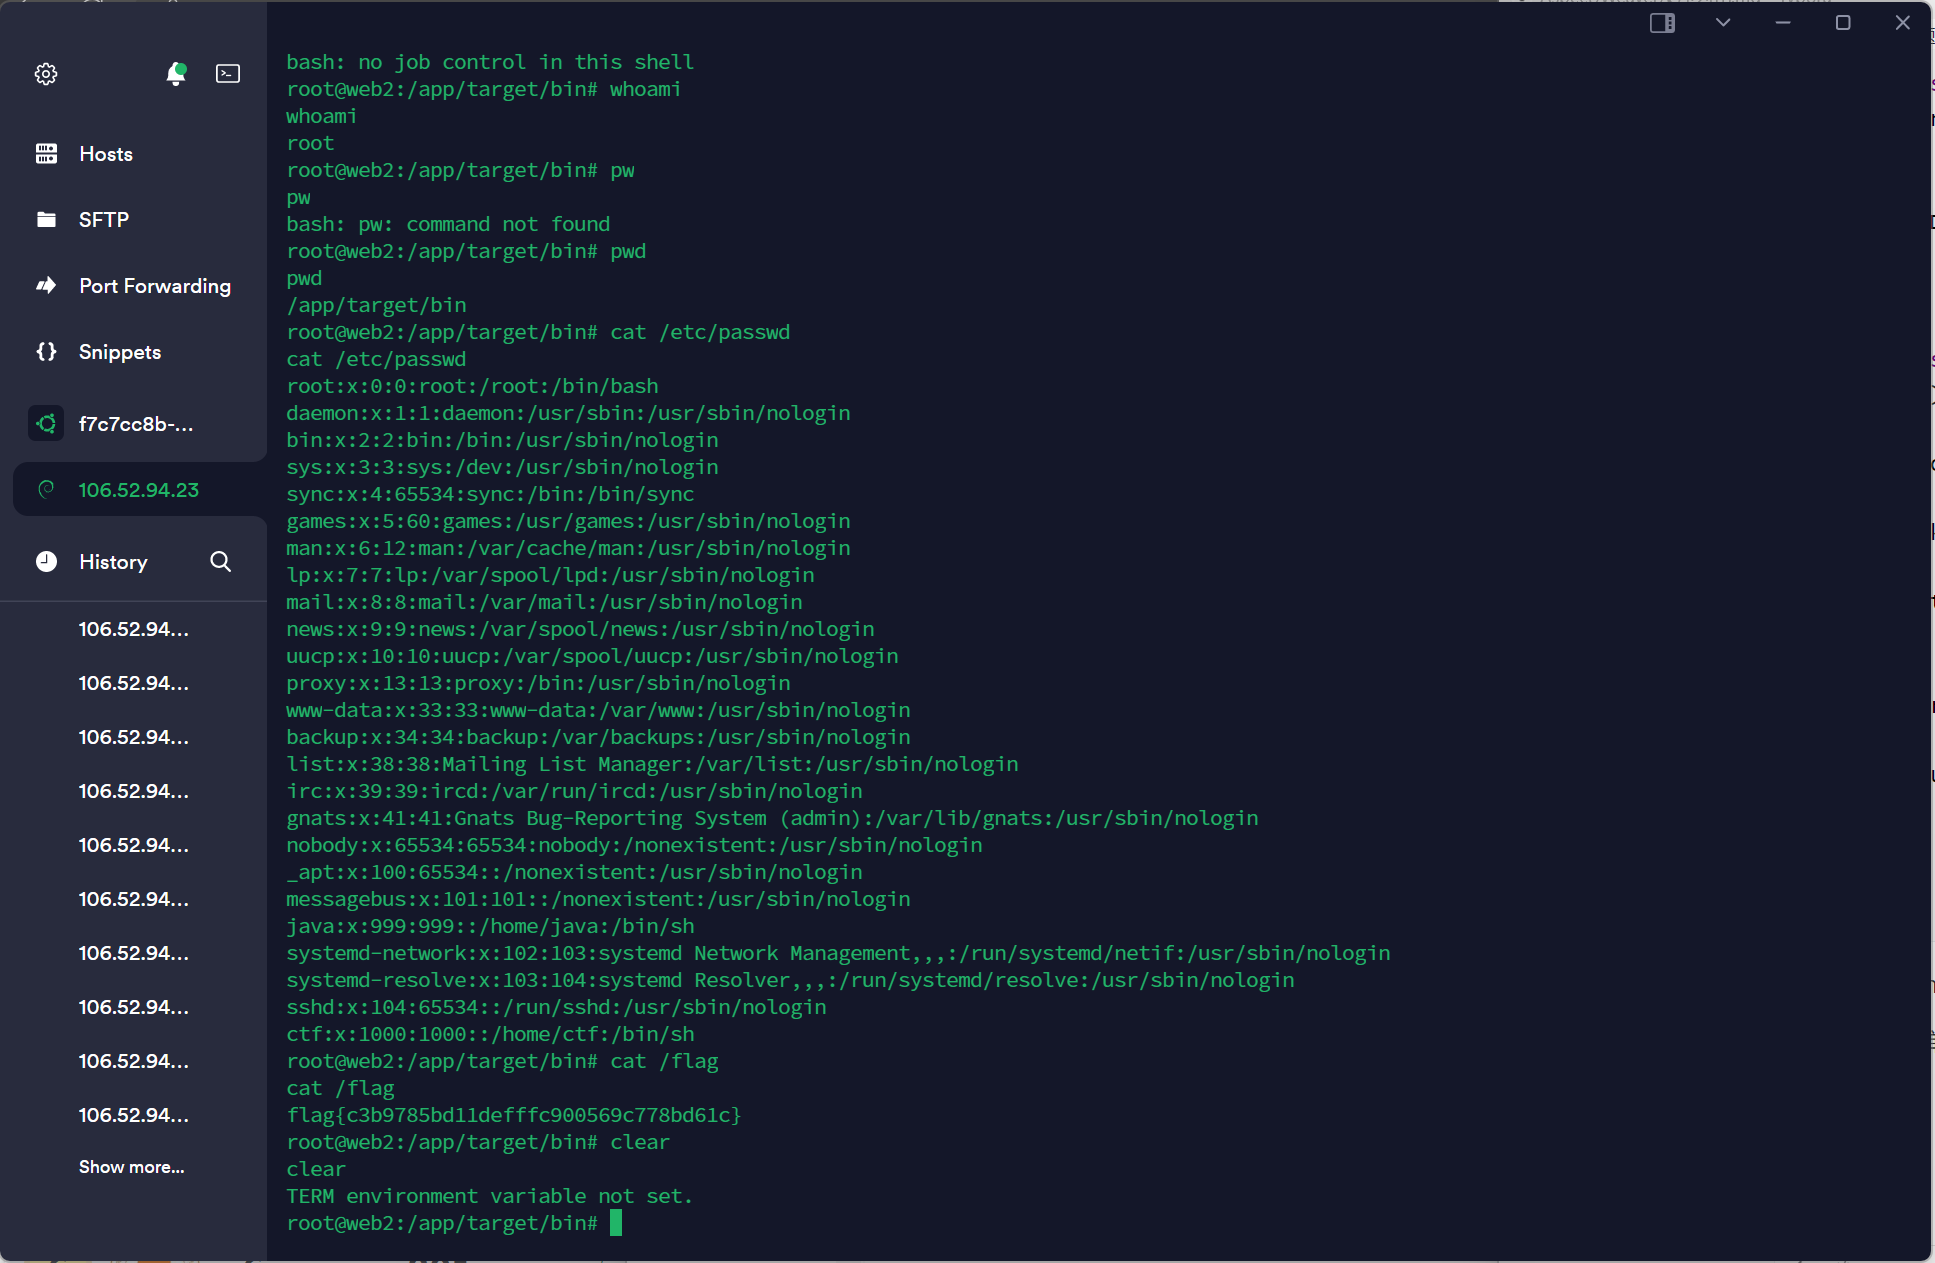 Hosts
SFTP
Port Forwarding
Snippets
f7c7cc8b-...
106.52.94.23
History
106.52.94...
106.52.94...
106.52.94...
106.52.94...
106.52.94...
106.52.94...
106.52.94...
106.52.94...
106.52.94...
106.52.94...
Show more...
bash: no job control in this shell
root@web2:/app/target/bin# whoami
whoami
root
root@web2:/app/target/bin# pw
pw
bash: pw: command not found
root@web2:/app/target/bin# pwd
pwd
/app/target/bin
root@web2:/app/target/bin# cat /etc/passwd
cat /etc/passwd
root:x:0:0:root:/root:/bin/bash
daemon:x:1:1:daemon:/usr/sbin:/usr/sbin/nologin
bin:x:2:2:bin:/bin:/usr/sbin/nologin
sys:x:3:3:sys:/dev:/usr/sbin/nologin
sync:x:4:65534:sync:/bin:/bin/sync
games:x:5:60:games:/usr/games:/usr/sbin/nologin
man:x:6:12:man:/var/cache/man:/usr/sbin/nologin
lp:x:7:7:lp:/var/spool/lpd:/usr/sbin/nologin
mail:x:8:8:mail:/var/mail:/usr/sbin/nologin
news:x:9:9:news:/var/spool/news:/usr/sbin/nologin
uucp:x:10:10:uucp:/var/spool/uucp:/usr/sbin/nologin
proxy:x:13:13:proxy:/bin:/usr/sbin/nologin
www-data:x:33:33:www-data:/var/www:/usr/sbin/nologin
backup:x:34:34:backup:/var/backups:/usr/sbin/nologin
list:x:38:38:Mailing List Manager:/var/list:/usr/sbin/nologin
irc:x:39:39:ircd:/var/run/ircd:/usr/sbin/nologin
gnats:x:41:41:Gnats Bug-Reporting System (admin):/var/lib/gnats:/usr/sbin/nologin
nobody:x:65534:65534:nobody:/nonexistent:/usr/sbin/nologin
_apt:x:100:65534::/nonexistent:/usr/sbin/nologin
messagebus:x:101:101::/nonexistent:/usr/sbin/nologin
java:x:999:999::/home/java:/bin/sh
systemd-network:x:102:103:systemd Network Management,,,:/run/systemd/netif:/usr/sbin/nologin
systemd-resolve:x:103:104:systemd Resolver,,,:/run/systemd/resolve:/usr/sbin/nologin
sshd:x:104:65534::/run/sshd:/usr/sbin/nologin
ctf:x:1000:1000::/home/ctf:/bin/sh
root@web2:/app/target/bin# cat /flag
cat /flag
flag{c3b9785bd11defffc900569c778bd61c}
root@web2:/app/target/bin# clear
clear
TERM environment variable not set.
root@web2:/app/target/bin#